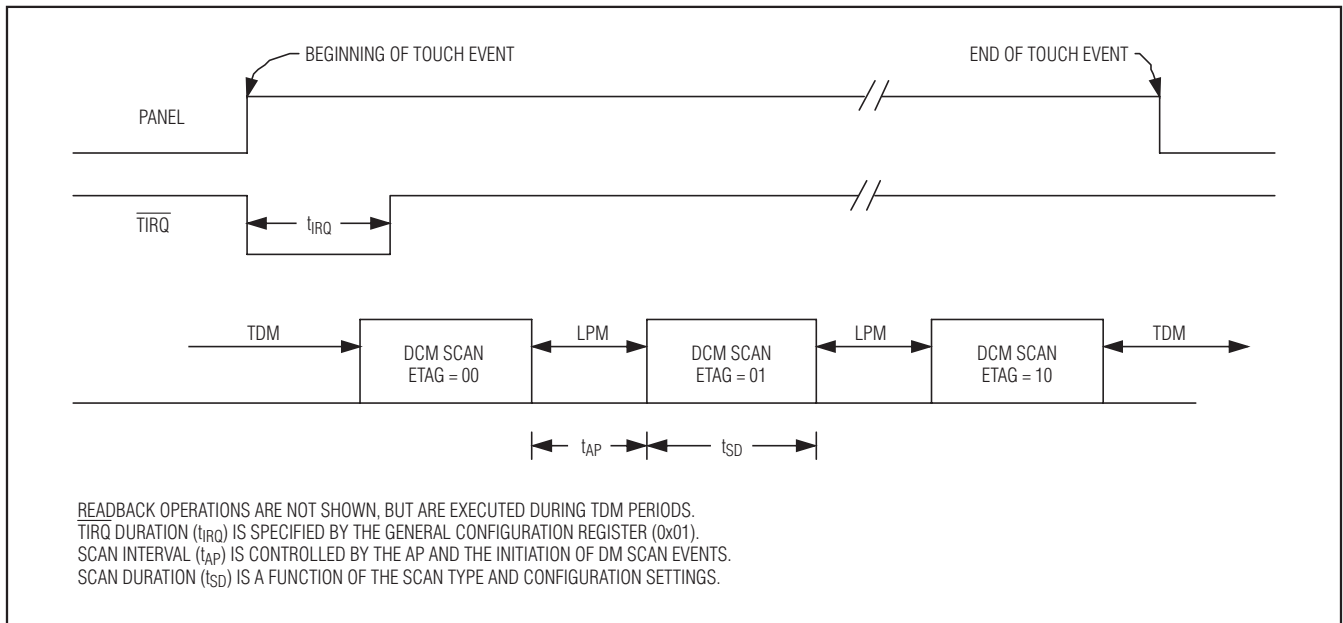 BEGINNING OF TOUCH EVENT
END OF TOUCH EVENT
PANEL
TIRQ
tIRQ
TDM
DCM SCAN
ETAG = 00
LPM
DCM SCAN
ETAG = 01
LPM
DCM SCAN
ETAG = 10
TDM
tAP
tSD
READBACK OPERATIONS ARE NOT SHOWN, BUT ARE EXECUTED DURING TDM PERIODS.
TIRQ DURATION (tIRQ) IS SPECIFIED BY THE GENERAL CONFIGURATION REGISTER (0x01).
SCAN INTERVAL (tAP) IS CONTROLLED BY THE AP AND THE INITIATION OF DM SCAN EVENTS.
SCAN DURATION (tSD) IS A FUNCTION OF THE SCAN TYPE AND CONFIGURATION SETTINGS.